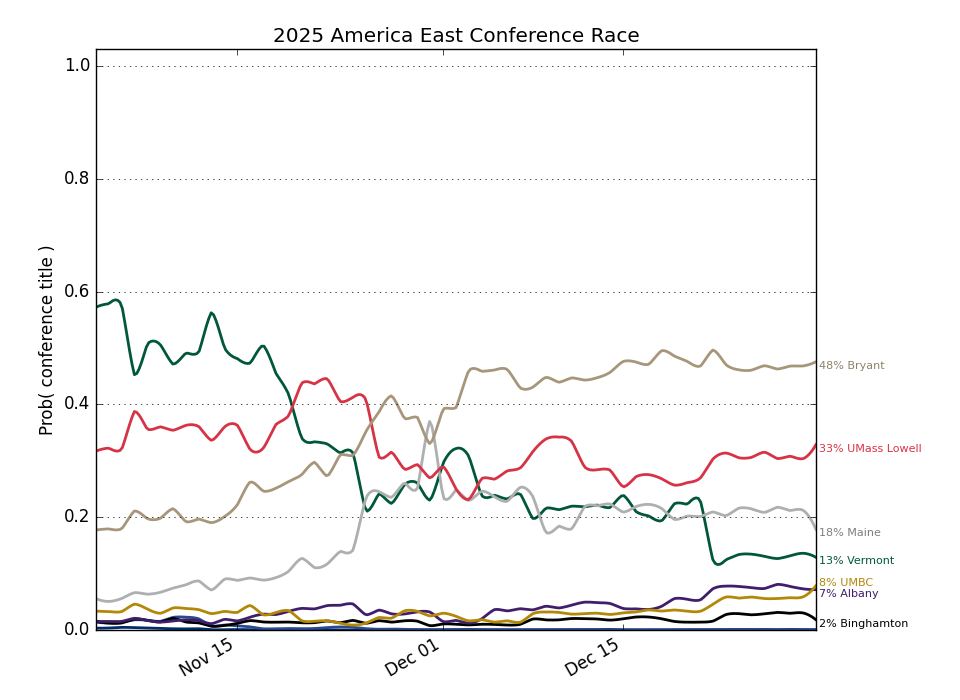 2025 America East Conference Race
Prob( conference title )
1.0
0.8
0.6
0.4
0.2
0.0
48% Bryant
33% UMass Lowell
18% Maine
13% Vermont
8% UMBC
7% Albany
2% Binghamton
Nov 15
Dec 01
Dec 15